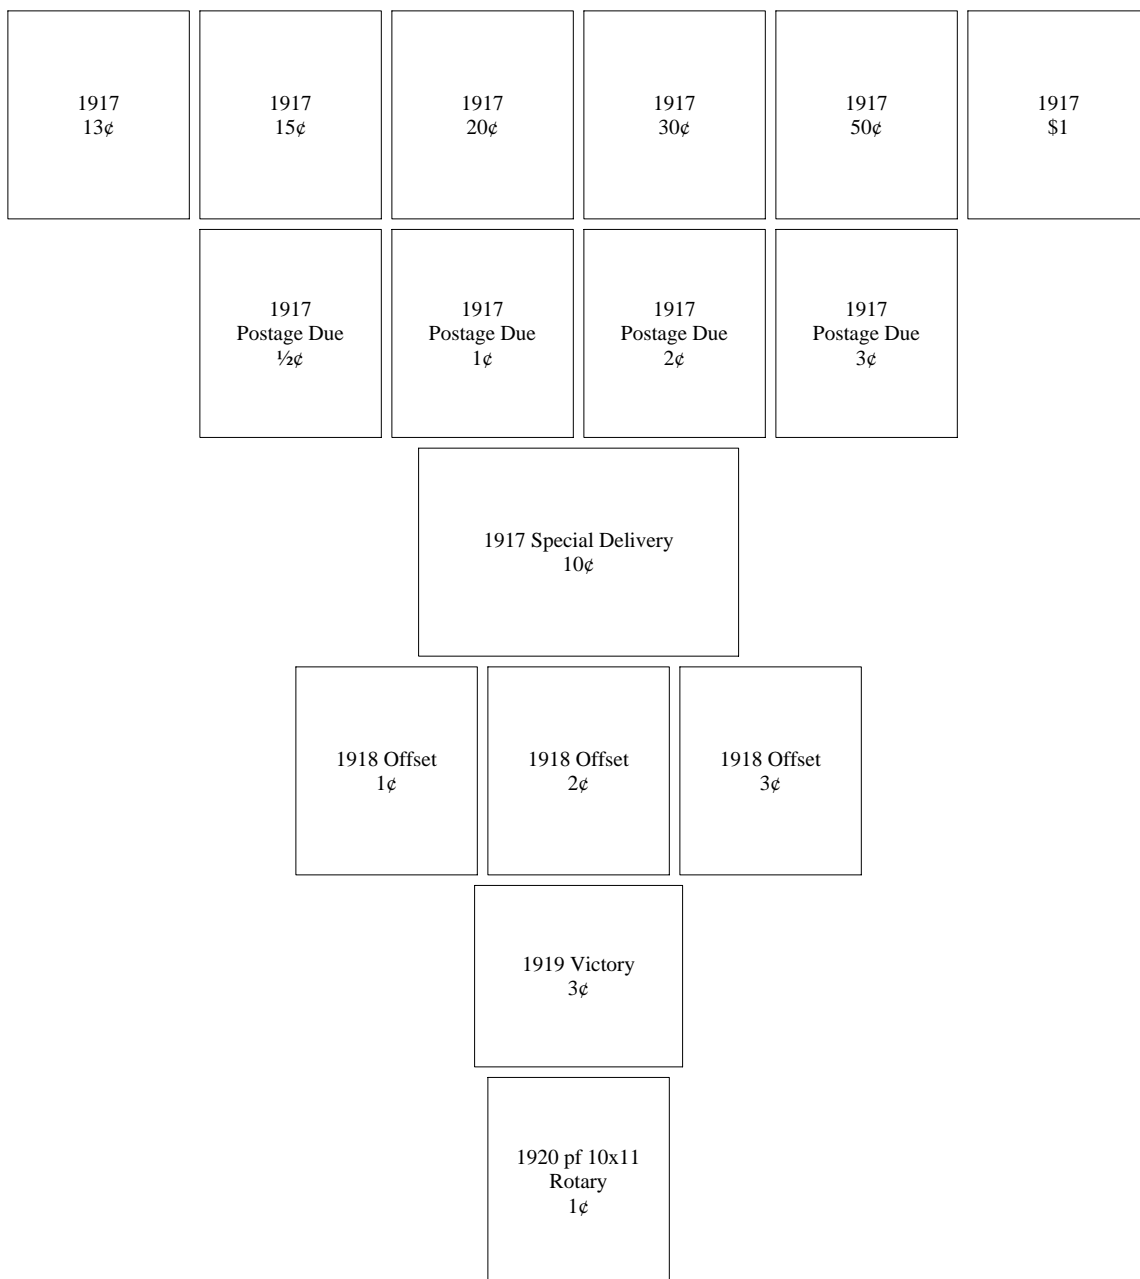 1917
13¢
1917
15¢
1917
20¢
1917
30¢
1917
50¢
1917
$1
1917
Postage Due
½¢
1917
Postage Due
1¢
1917
Postage Due
2¢
1917
Postage Due
3¢
1917 Special Delivery
10¢
1918 Offset
1¢
1918 Offset
2¢
1918 Offset
3¢
1919 Victory
3¢
1920 pf 10x11
Rotary
1¢